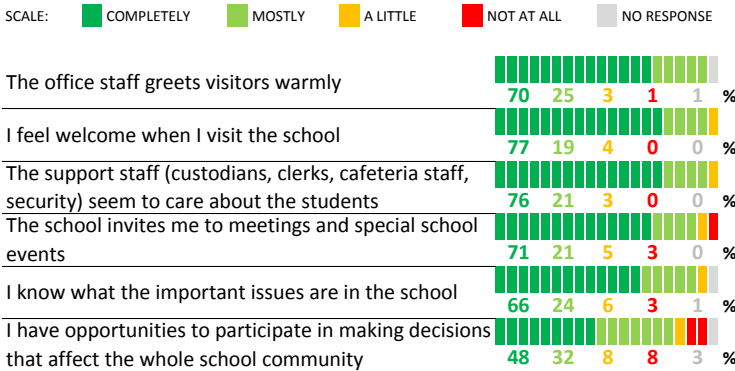 SCALE: COMPLETELY MOSTLY A LITTLE NOT AT ALL NO RESPONSE
The office staff greets visitors warmly
70 25 3 1 1 %
I feel welcome when I visit the school
77 19 4 0 0 %
The support staff (custodians, clerks, cafeteria staff,
security) seem to care about the students
76 21 3 0 0 %
The school invites me to meetings and special school
events
71 21 5 3 0 %
I know what the important issues are in the school
66 24 6 3 1 %
I have opportunities to participate in making decisions
that affect the whole school community
48 32 8 8 3 %